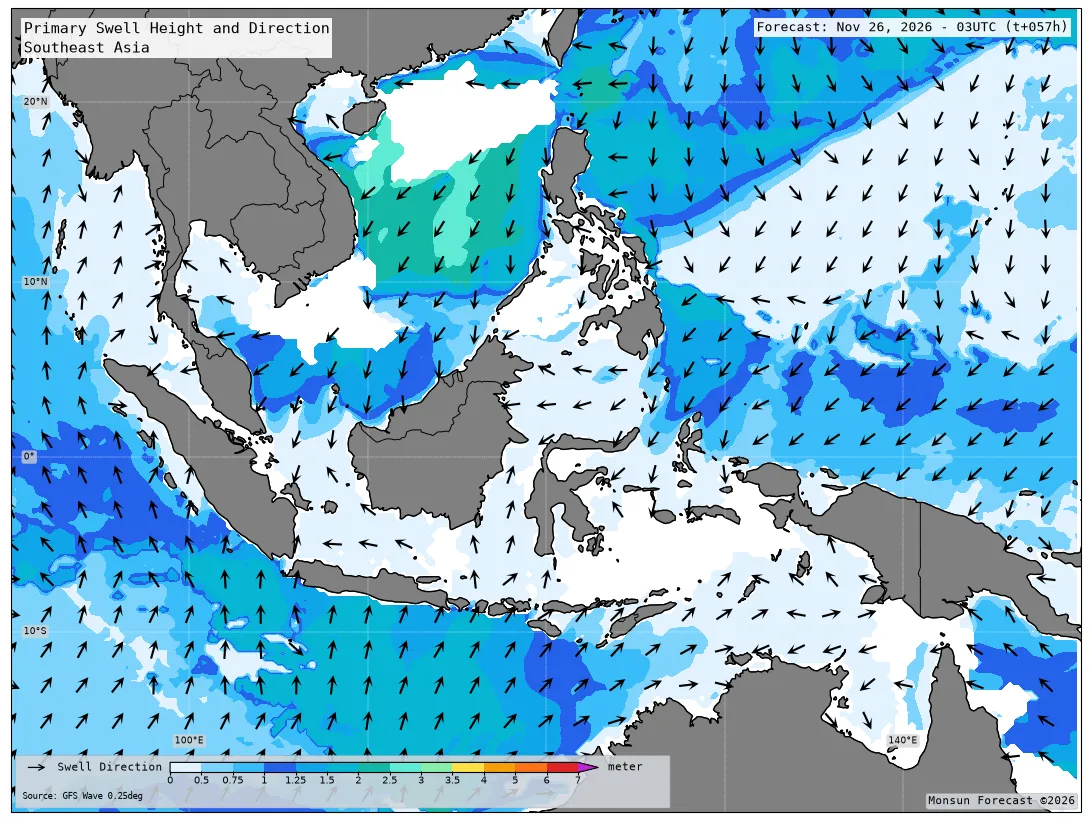 Primary Swell Height and Direction
Southeast Asia
Forecast: Nov 26, 2026 - 03UTC (t+057h)
20°N
10°N
0°
10°S
100°E
140°E
Swell Direction
meter
0 0.5 0.75 1 1.25 1.5 2 2.5 3 3.5 4 5 6 7
Source: GFS Wave 0.25deg
Monsun Forecast ©2026